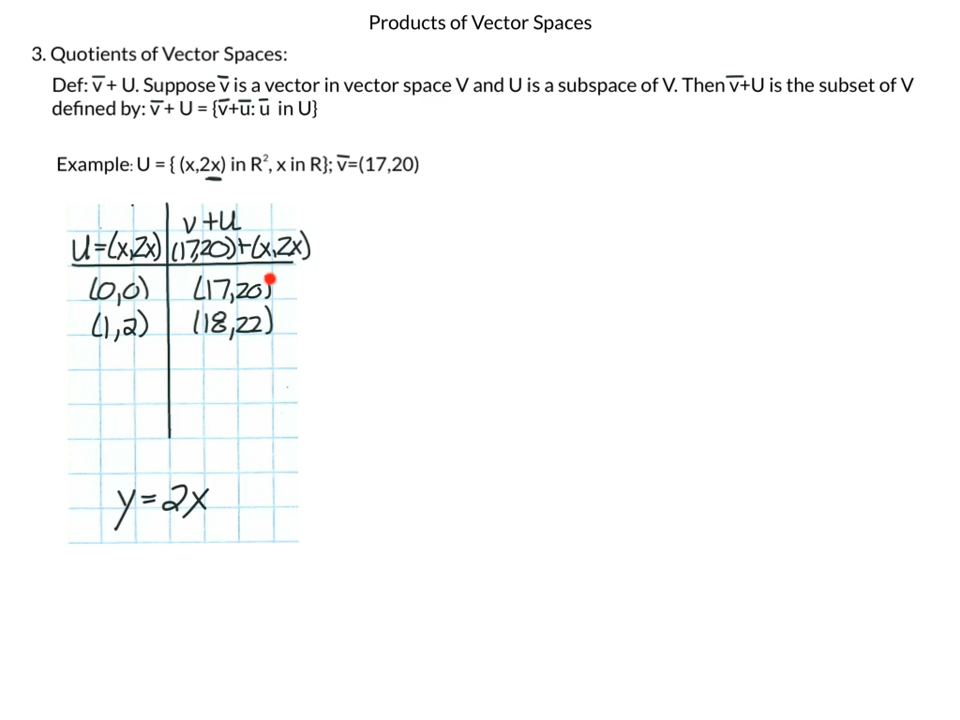 Products of Vector Spaces
3. Quotients of Vector Spaces:
Def: v̅ + U. Suppose v̅ is a vector in vector space V and U is a subspace of V. Then v̅+U is the subset of V
defined by: v̅ + U = {v̅+u̅: u̅ in U}
Example: U = { (x,2x) in R², x in R}; v̅=(17,20)
v+u
U=(x,2x) (17,20)+(x,2x)
(0,0) (17,20)
(1,2) (18,22)
y=2x